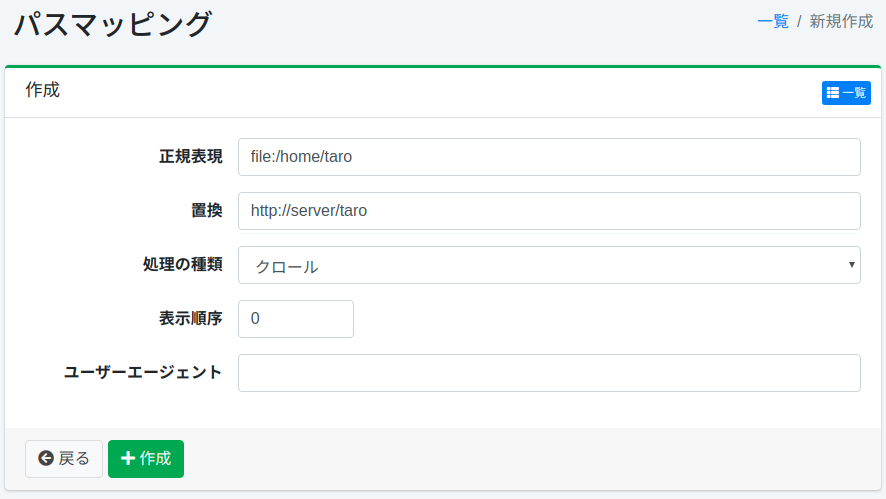 パスマッピング
一覧 / 新規作成
作成
一覧
正規表現 file:/home/taro
置換 http://server/taro
処理の種類 クロール
表示順序 0
ユーザーエージェント
戻る 作成